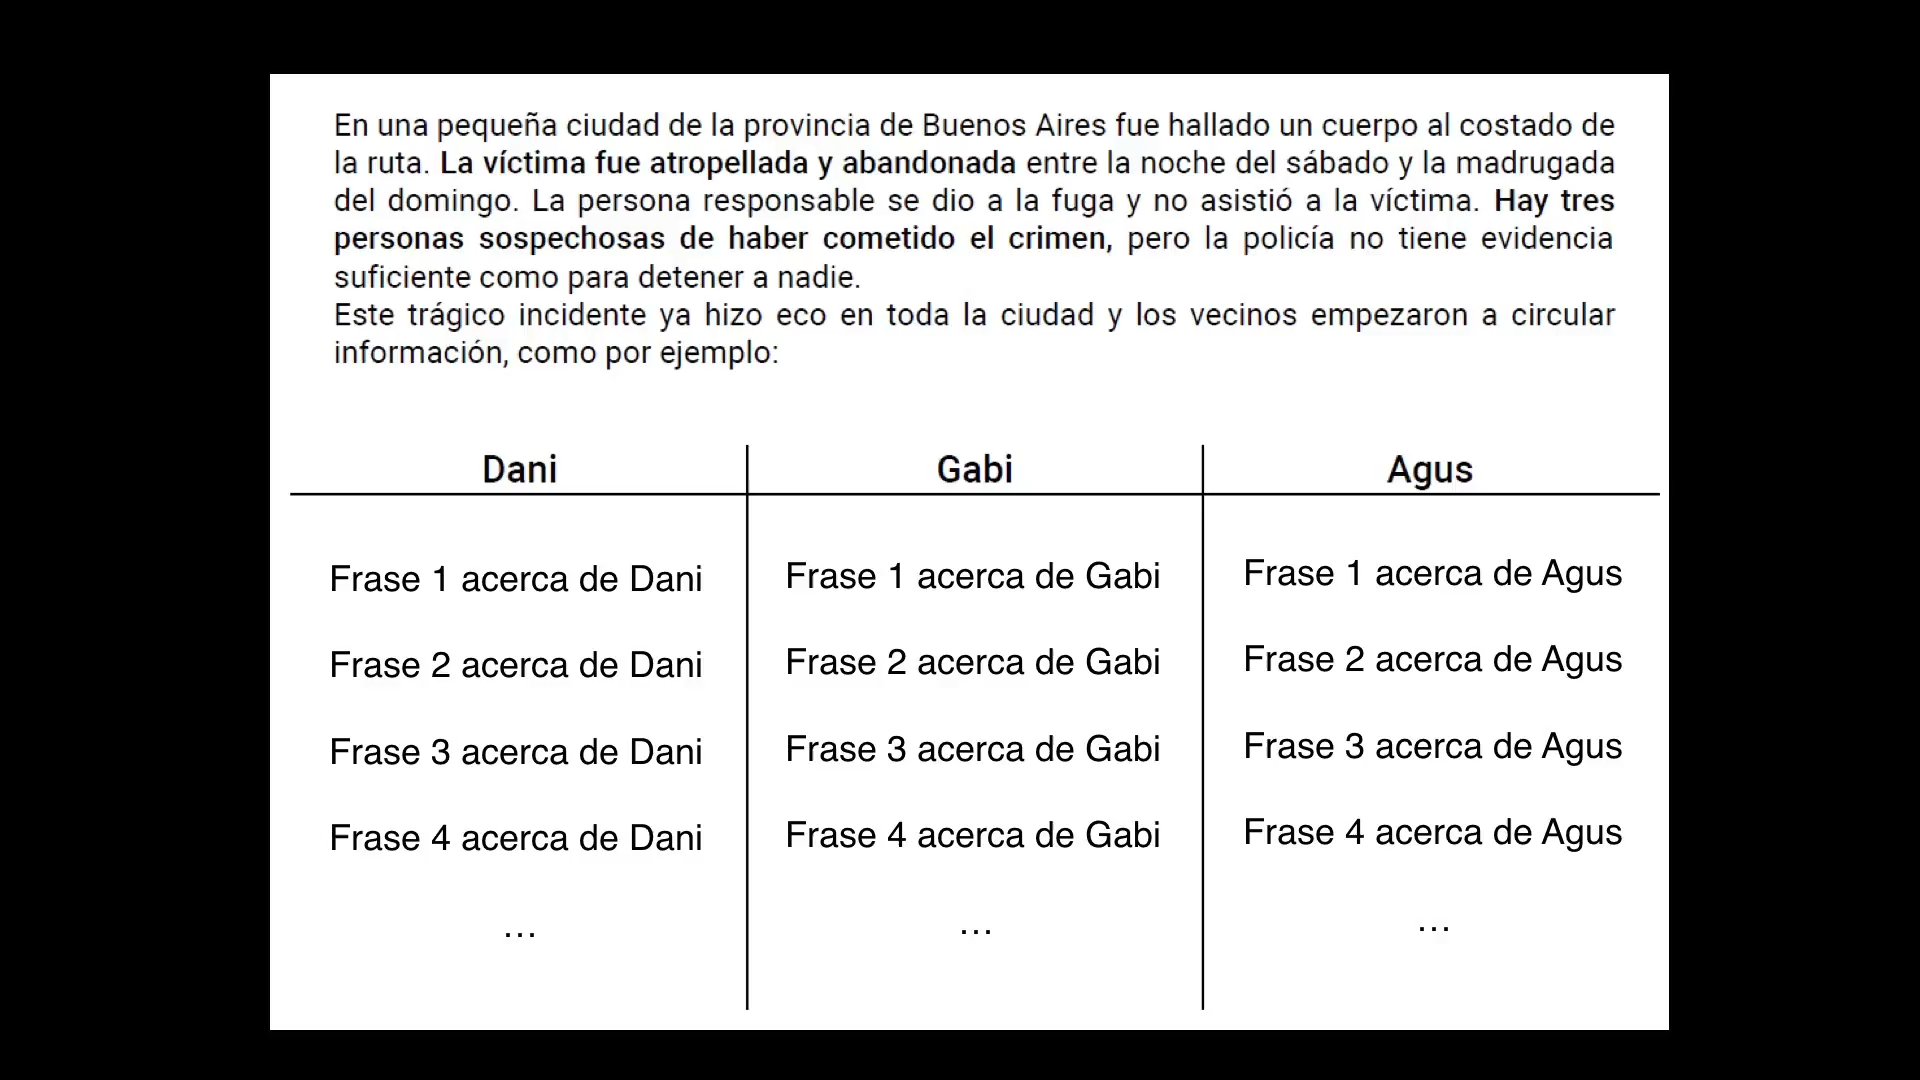 En una pequeña ciudad de la provincia de Buenos Aires fue hallado un cuerpo al costado de
la ruta. La víctima fue atropellada y abandonada entre la noche del sábado y la madrugada
del domingo. La persona responsable se dio a la fuga y no asistió a la víctima. Hay tres
personas sospechosas de haber cometido el crimen, pero la policía no tiene evidencia
suficiente como para detener a nadie.
Este trágico incidente ya hizo eco en toda la ciudad y los vecinos empezaron a circular
información, como por ejemplo:
Dani
Gabi
Agus
Frase 1 acerca de Dani
Frase 1 acerca de Gabi
Frase 1 acerca de Agus
Frase 2 acerca de Dani
Frase 2 acerca de Gabi
Frase 2 acerca de Agus
Frase 3 acerca de Dani
Frase 3 acerca de Gabi
Frase 3 acerca de Agus
Frase 4 acerca de Dani
Frase 4 acerca de Gabi
Frase 4 acerca de Agus
...
...
...